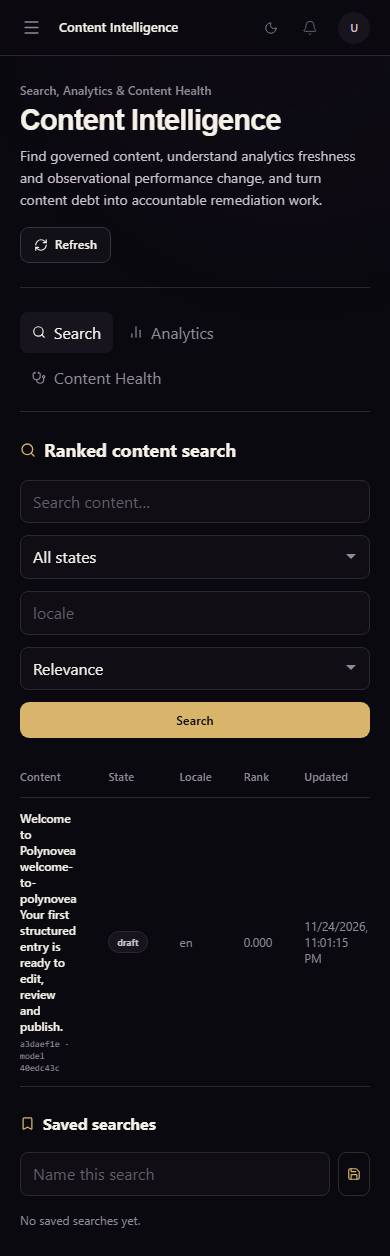 Content Intelligence
U
Search, Analytics & Content Health
Content Intelligence
Find governed content, understand analytics freshness
and observational performance change, and turn
content debt into accountable remediation work.
Refresh
Search
Analytics
Content Health
Ranked content search
Search content...
All states
locale
Relevance
Search
Content State Locale Rank Updated
Welcome
to
Polynovea
welcome-
to-
polynovea
Your first
structured
entry is
ready to
edit,
review
and
publish.
a3daef1e -
model
40edc43c
draft
en
0.000
11/24/2026,
11:01:15
PM
Saved searches
Name this search
No saved searches yet.